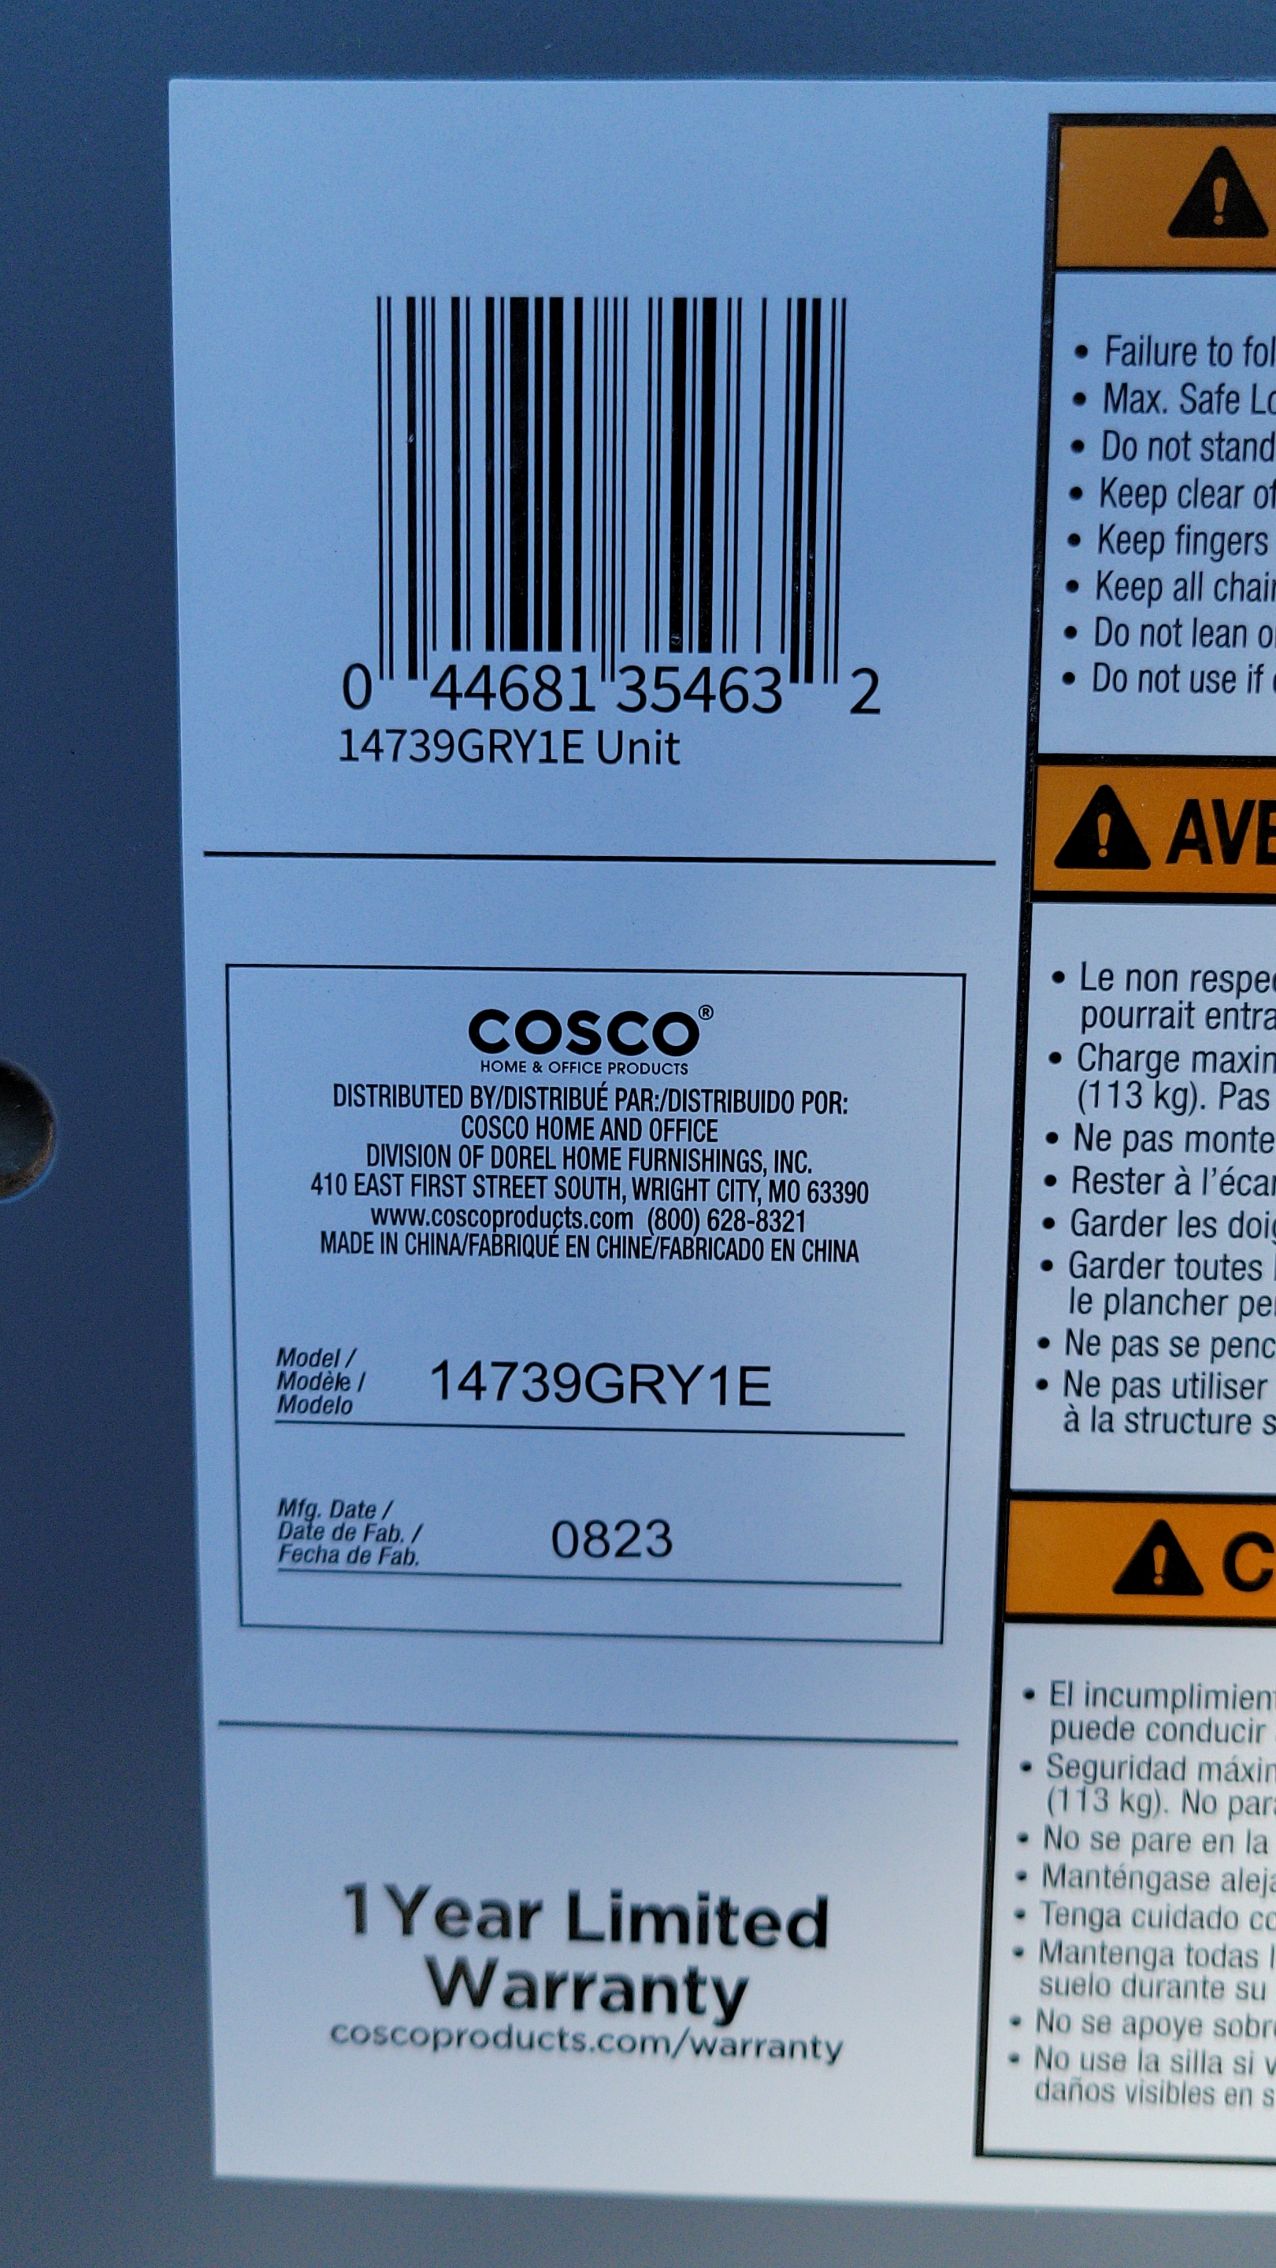 0 44681 35463 2
14739GRY1E Unit
COSCO®
HOME & OFFICE PRODUCTS
DISTRIBUTED BY/DISTRIBUÉ PAR:/DISTRIBUIDO POR:
COSCO HOME AND OFFICE
DIVISION OF DOREL HOME FURNISHINGS, INC.
410 EAST FIRST STREET SOUTH, WRIGHT CITY, MO 63390
www.coscoproducts.com (800) 628-8321
MADE IN CHINA/FABRIQUÉ EN CHINE/FABRICADO EN CHINA
Model /
Modèle /
Modelo
14739GRY1E
Mfg. Date /
Date de Fab. /
Fecha de Fab.
0823
1 Year Limited
Warranty
coscoproducts.com/warranty
• Failure to
• Max. Safe
• Do not stand
• Keep clear
• Keep fingers
• Keep all
• Do not lean
• Do not use if
• Le non
pourrait
• Charge
(113 kg). Pas
• Ne pas
• Rester à
• Garder les
• Garder toutes
le plancher
• Ne pas se
• Ne pas utiliser
à la structure
• El
puede conducir
• Seguridad
(113 kg). No
• No se pare en la
• Manténgase
• Tenga cuidado
• Mantenga todas
suelo durante su
• No se apoye
• No use la silla si
daños visibles en